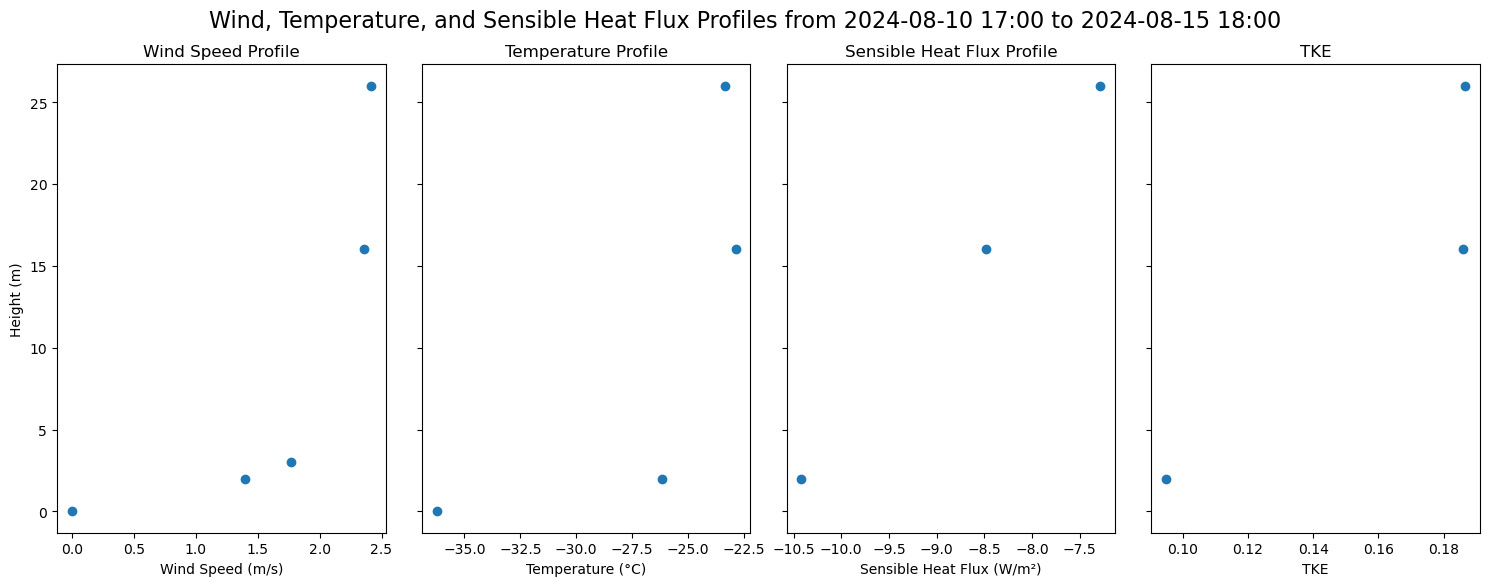 Wind, Temperature, and Sensible Heat Flux Profiles from 2024-08-10 17:00 to 2024-08-15 18:00
Wind Speed Profile
Temperature Profile
Sensible Heat Flux Profile
TKE
25
20
15
10
5
0
Height (m)
0.0 0.5 1.0 1.5 2.0 2.5
−35.0 −32.5 −30.0 −27.5 −25.0 −22.5
−10.5 −10.0 −9.5 −9.0 −8.5 −8.0 −7.5
0.10 0.12 0.14 0.16 0.18
Wind Speed (m/s)
Temperature (°C)
Sensible Heat Flux (W/m²)
TKE